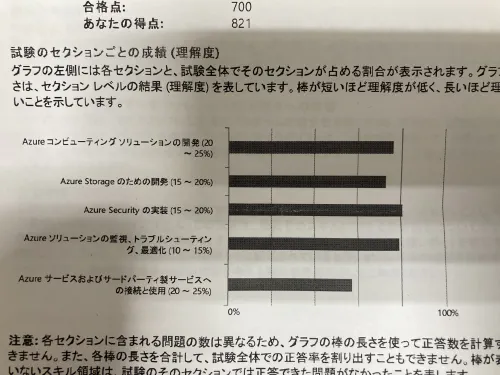 合格点: 700
あなたの得点: 821
試験のセクションごとの成績 (理解度)
グラフの左側には各セクションと、試験全体でそのセクションが占める割合が表示されます。グラフ
さは、セクション レベルの結果 (理解度) を表しています。棒が短いほど理解度が低く、長いほど理
いことを示しています。
Azure コンピューティング ソリューションの開発 (20
～ 25%)
Azure Storage のための開発 (15 ～ 20%)
Azure Security の実装 (15 ～ 20%)
Azure ソリューションの監視、トラブルシューティン
グ、最適化 (10 ～ 15%)
Azure サービスおよびサードパーティ製サービスへ
の接続と使用 (20 ～ 25%)
0% 100%
注意: 各セクションに含まれる問題の数は異なるため、グラフの棒の長さを使って正答数を計算す
きません。また、各棒の長さを合計して、試験全体での正答率を割り出すこともできません。棒が
いないスキル領域は、試験のそのセクションでは正答できた問題がなかったことを表します。